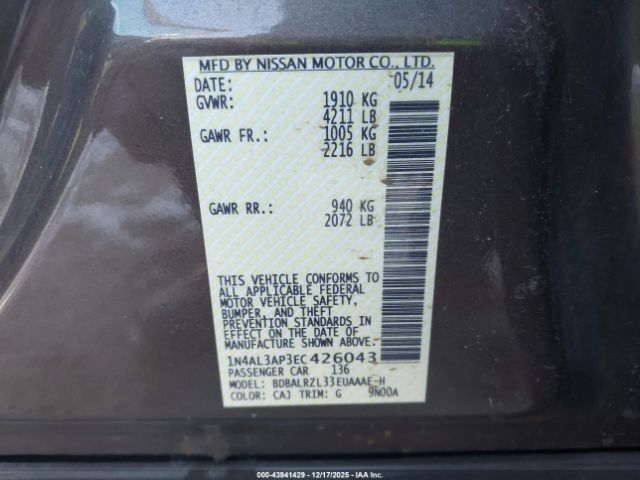 MFD BY NISSAN MOTOR CO., LTD.
DATE: 05/14
GVWR: 1910 KG
4211 LB
GAWR FR.: 1005 KG
2216 LB
GAWR RR.: 940 KG
2072 LB
THIS VEHICLE CONFORMS TO
ALL APPLICABLE FEDERAL
MOTOR VEHICLE SAFETY,
BUMPER, AND THEFT
PREVENTION STANDARDS IN
EFFECT ON THE DATE OF
MANUFACTURE SHOWN ABOVE.
1N4AL3AP3EC426043
PASSENGER CAR 136
MODEL: BDBALRZL33EUAAAE-H
COLOR: CAJ TRIM: G 9N00A
000-43941429 - 12/17/2025 - IAA Inc.